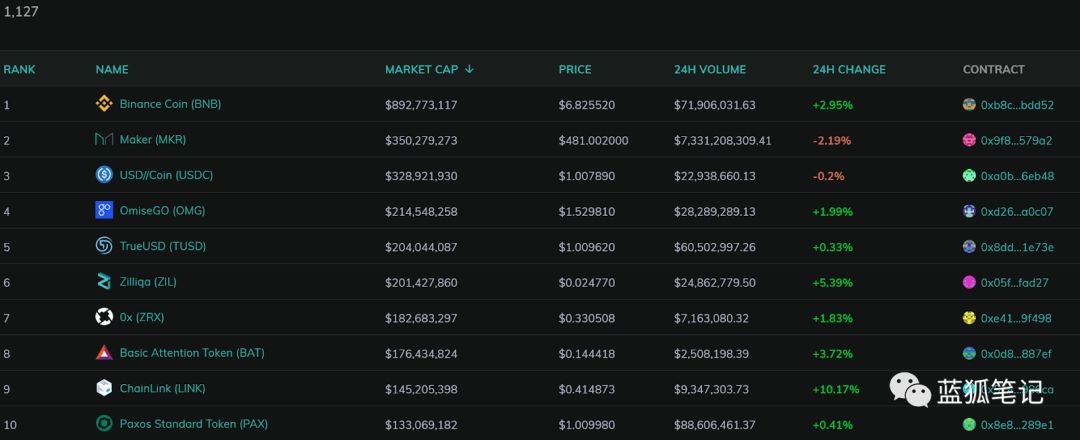 1,127
RANK NAME MARKET CAP ↓ PRICE 24H VOLUME 24H CHANGE CONTRACT
1 Binance Coin (BNB) $892,773,117 $6.825520 $71,906,031.63 +2.95% 0xb8c...bdd52
2 Maker (MKR) $350,279,273 $481.002000 $7,331,208,309.41 -2.19% 0x9f8...579a2
3 USD//Coin (USDC) $328,921,930 $1.007890 $22,938,660.13 -0.2% 0xa0b...6eb48
4 OmiseGO (OMG) $214,548,258 $1.529810 $28,289,289.13 +1.99% 0xd26...a0c07
5 TrueUSD (TUSD) $204,044,087 $1.009620 $60,502,997.26 +0.33% 0x8dd...1e73e
6 Zilliqa (ZIL) $201,427,860 $0.024770 $24,862,779.50 +5.39% 0x05f...fad27
7 0x (ZRX) $182,683,297 $0.330508 $7,163,080.32 +1.83% 0xe41...9f498
8 Basic Attention Token (BAT) $176,434,824 $0.144418 $2,508,198.39 +3.72% 0x0d8...887ef
9 ChainLink (LINK) $145,205,398 $0.414873 $9,347,303.73 +10.17%
蓝狐笔记
10 Paxos Standard Token (PAX) $133,069,182 $1.009980 $88,606,461.37 +0.41% 0x8e8...289e1